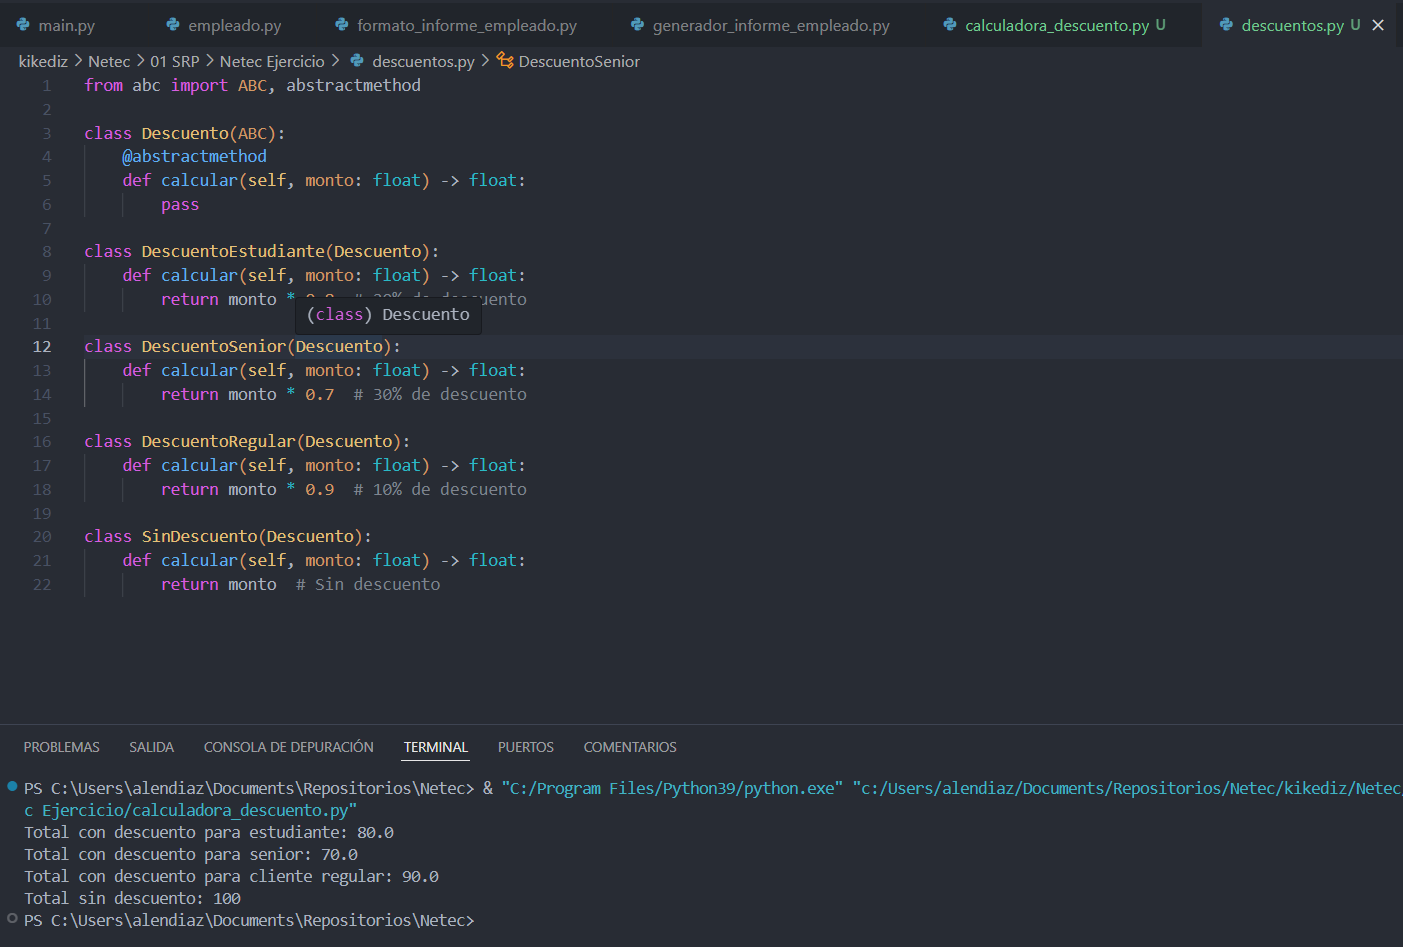 main.py empleado.py formato_informe_empleado.py generador_informe_empleado.py calculadora_descuento.py U descuentos.py U
kikediz > Netec > 01 SRP > Netec Ejercicio > descuentos.py > DescuentoSenior
1 from abc import ABC, abstractmethod
2
3 class Descuento(ABC):
4 @abstractmethod
5 def calcular(self, monto: float) -> float:
6 pass
7
8 class DescuentoEstudiante(Descuento):
9 def calcular(self, monto: float) -> float:
10 return monto * descuento
(class) Descuento
11
12 class DescuentoSenior(Descuento):
13 def calcular(self, monto: float) -> float:
14 return monto * 0.7 # 30% de descuento
15
16 class DescuentoRegular(Descuento):
17 def calcular(self, monto: float) -> float:
18 return monto * 0.9 # 10% de descuento
19
20 class SinDescuento(Descuento):
21 def calcular(self, monto: float) -> float:
22 return monto # Sin descuento
PROBLEMAS SALIDA CONSOLA DE DEPURACIÓN TERMINAL PUERTOS COMENTARIOS
PS C:\Users\alendiaz\Documents\Repositorios\Netec> & "C:/Program Files/Python39/python.exe" "c:/Users/alendiaz/Documents/Repositorios/Netec/kikediz/Netec/
c Ejercicio/calculadora_descuento.py"
Total con descuento para estudiante: 80.0
Total con descuento para senior: 70.0
Total con descuento para cliente regular: 90.0
Total sin descuento: 100
PS C:\Users\alendiaz\Documents\Repositorios\Netec>